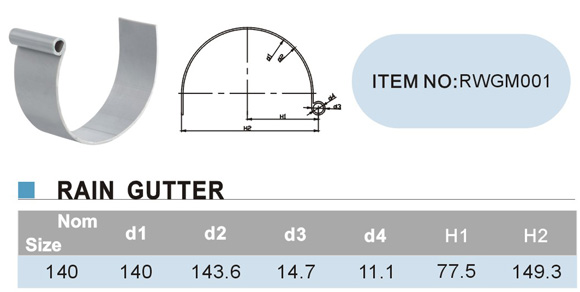 d1 d2
d4
d3
H1
H2
ITEM NO:RWGM001
RAIN GUTTER
Nom Size d1 d2 d3 d4 H1 H2
140 140 143.6 14.7 11.1 77.5 149.3